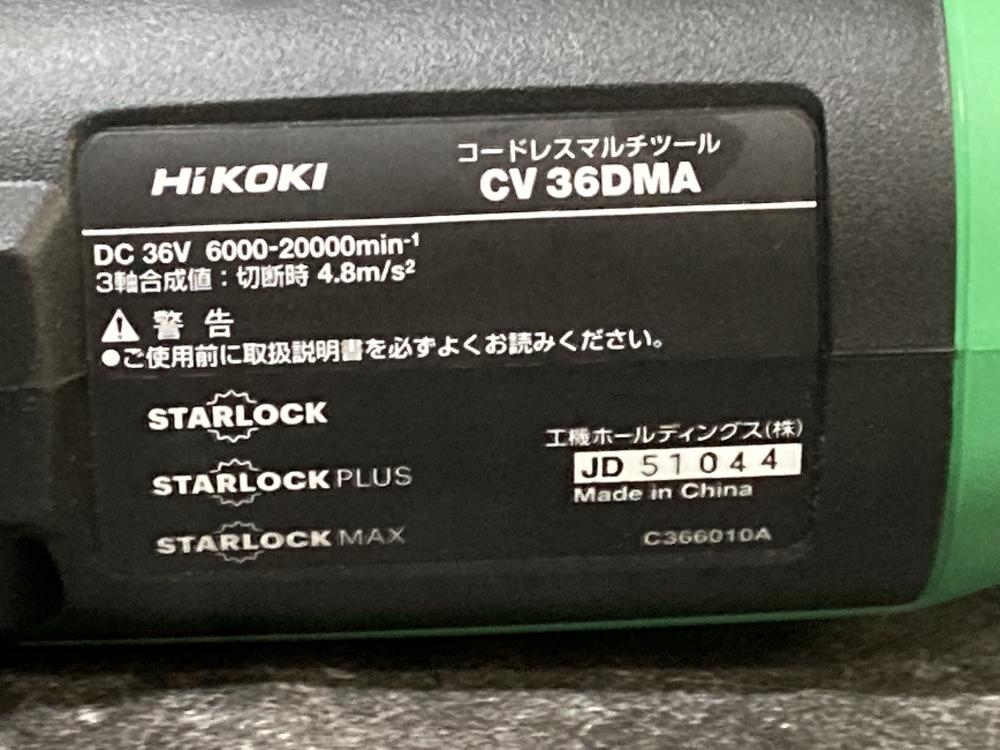 HiKOKI
コードレスマルチツール
CV 36DMA
DC 36V 6000-20000min⁻¹
3軸合成値：切断時 4.8m/s²
⚠ 警告
●ご使用前に取扱説明書を必ずよくお読みください。
STARLOCK
STARLOCK PLUS
STARLOCK MAX
工機ホールディングス(株)
JD 51044
Made in China
C366010A